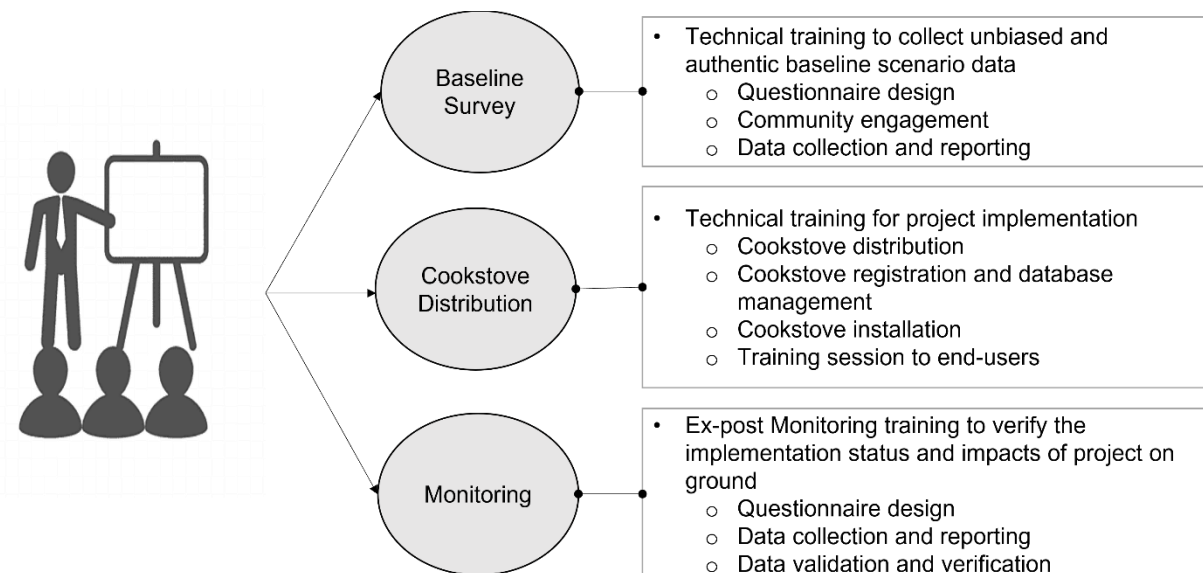 Baseline
Survey
• Technical training to collect unbiased and
authentic baseline scenario data
o Questionnaire design
o Community engagement
o Data collection and reporting
Cookstove
Distribution
• Technical training for project implementation
o Cookstove distribution
o Cookstove registration and database
management
o Cookstove installation
o Training session to end-users
Monitoring
• Ex-post Monitoring training to verify the
implementation status and impacts of project on
ground
o Questionnaire design
o Data collection and reporting
o Data validation and verification